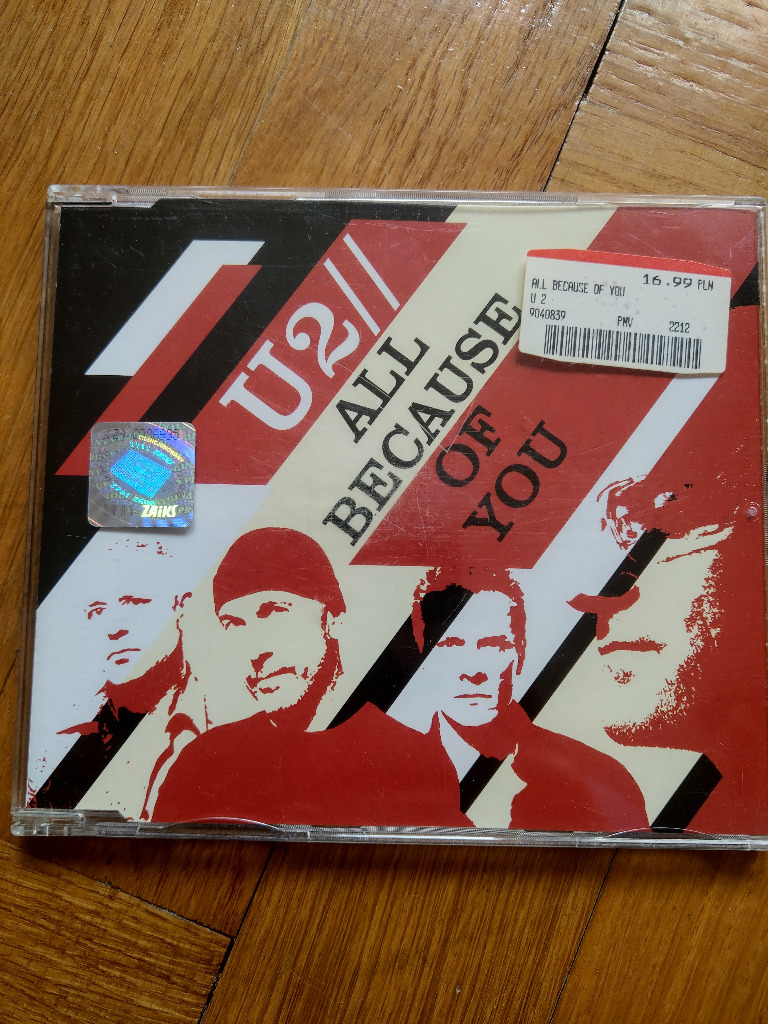 U2//
ALL
BECAUSE
OF
YOU
16.99 PLN
ALL BECAUSE OF YOU
U 2
9040839 PMV 2212
ZAiKS